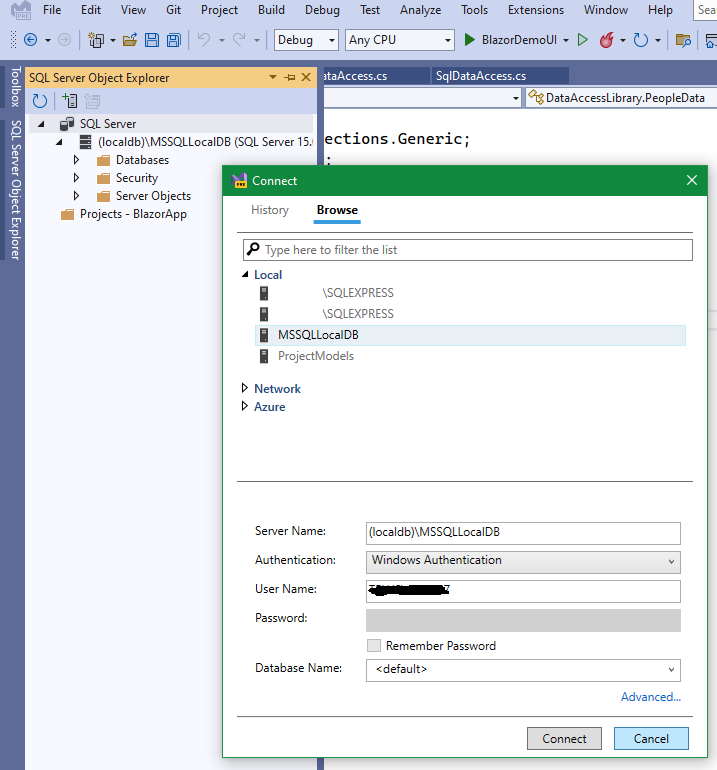 File Edit View Git Project Build Debug Test Analyze Tools Extensions Window Help
PRE
Debug Any CPU BlazorDemoUI
Toolbox
SQL Server Object Explorer
SQL Server Object Explorer
DataAccess.cs SqlDataAccess.cs
DataAccessLibrary.PeopleData
ections.Generic;
;
SQL Server
(localdb)\MSSQLLocalDB (SQL Server 15.
Databases
Security
Server Objects
Projects - BlazorApp
Connect
History Browse
Type here to filter the list
Local
\SQLEXPRESS
\SQLEXPRESS
MSSQLLocalDB
ProjectModels
Network
Azure
Server Name: (localdb)\MSSQLLocalDB
Authentication: Windows Authentication
User Name:
Password:
Remember Password
Database Name: <default>
Advanced...
Connect Cancel